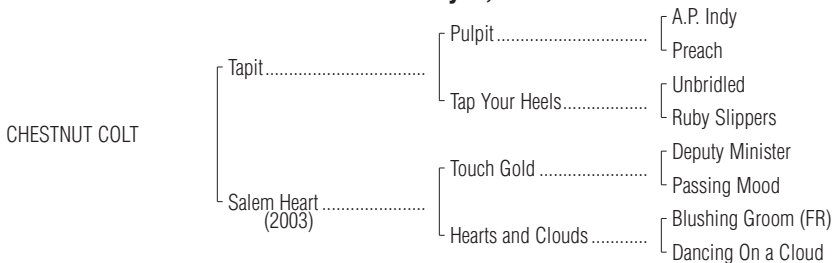 A.P. Indy
Pulpit
Preach
Tapit
Unbridled
Tap Your Heels
Ruby Slippers
CHESTNUT COLT
Deputy Minister
Touch Gold
Passing Mood
Salem Heart
(2003)
Blushing Groom (FR)
Hearts and Clouds
Dancing On a Cloud